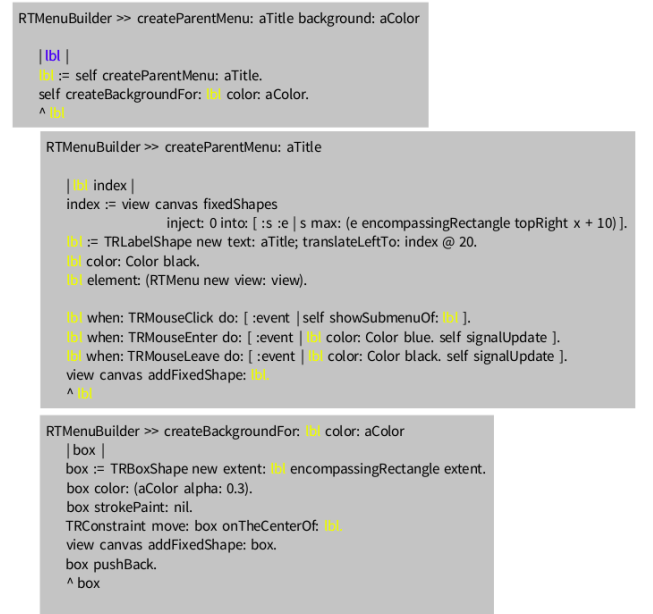 RTMenuBuilder >> createParentMenu: aTitle background: aColor
| lbl |
lbl := self createParentMenu: aTitle.
self createBackgroundFor: lbl color: aColor.
^ lbl
RTMenuBuilder >> createParentMenu: aTitle
| lbl index |
index := view canvas fixedShapes
inject: 0 into: [ :s :e | s max: (e encompassingRectangle topRight x + 10) ].
lbl := TRLabelShape new text: aTitle; translateLeftTo: index @ 20.
lbl color: Color black.
lbl element: (RTMenu new view: view).
lbl when: TRMouseClick do: [ :event | self showSubmenuOf: lbl ].
lbl when: TRMouseEnter do: [ :event | lbl color: Color blue. self signalUpdate ].
lbl when: TRMouseLeave do: [ :event | lbl color: Color black. self signalUpdate ].
view canvas addFixedShape: lbl.
^ lbl
RTMenuBuilder >> createBackgroundFor: lbl color: aColor
| box |
box := TRBoxShape new extent: lbl encompassingRectangle extent.
box color: (aColor alpha: 0.3).
box strokePaint: nil.
TRConstraint move: box onTheCenterOf: lbl.
view canvas addFixedShape: box.
box pushBack.
^ box